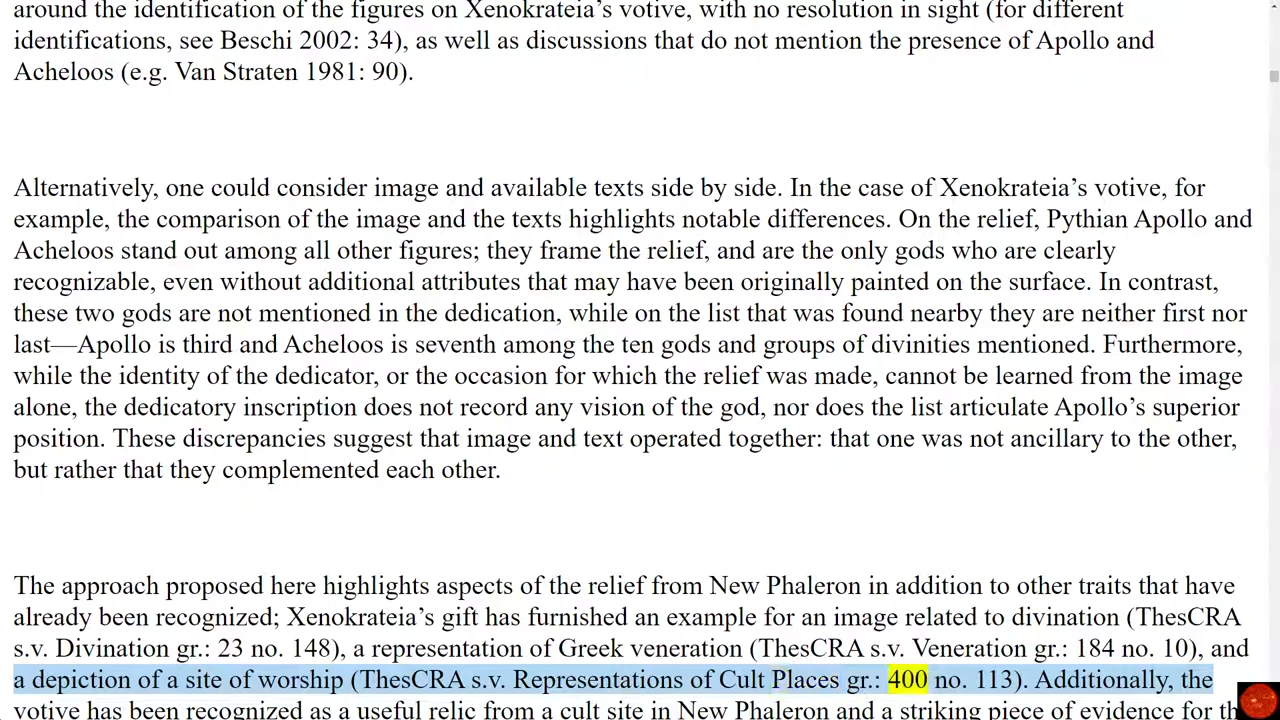 around the identification of the figures on Xenokrateia’s votive, with no resolution in sight (for different
identifications, see Beschi 2002: 34), as well as discussions that do not mention the presence of Apollo and
Acheloos (e.g. Van Straten 1981: 90).
Alternatively, one could consider image and available texts side by side. In the case of Xenokrateia’s votive, for
example, the comparison of the image and the texts highlights notable differences. On the relief, Pythian Apollo and
Acheloos stand out among all other figures; they frame the relief, and are the only gods who are clearly
recognizable, even without additional attributes that may have been originally painted on the surface. In contrast,
these two gods are not mentioned in the dedication, while on the list that was found nearby they are neither first nor
last—Apollo is third and Acheloos is seventh among the ten gods and groups of divinities mentioned. Furthermore,
while the identity of the dedicator, or the occasion for which the relief was made, cannot be learned from the image
alone, the dedicatory inscription does not record any vision of the god, nor does the list articulate Apollo’s superior
position. These discrepancies suggest that image and text operated together: that one was not ancillary to the other,
but rather that they complemented each other.
The approach proposed here highlights aspects of the relief from New Phaleron in addition to other traits that have
already been recognized; Xenokrateia’s gift has furnished an example for an image related to divination (ThesCRA
s.v. Divination gr.: 23 no. 148), a representation of Greek veneration (ThesCRA s.v. Veneration gr.: 184 no. 10), and
a depiction of a site of worship (ThesCRA s.v. Representations of Cult Places gr.: 400 no. 113). Additionally, the
votive has been recognized as a useful relic from a cult site in New Phaleron and a striking piece of evidence for